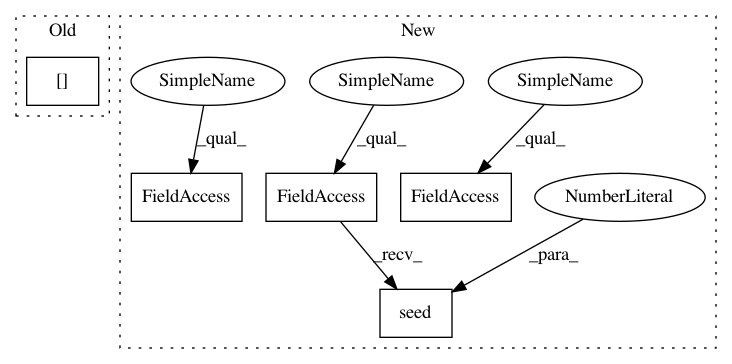 Old
New
[]
SimpleName
SimpleName
SimpleName
_qual_
_qual_
_qual_
FieldAccess
FieldAccess
FieldAccess
NumberLiteral
_recv_
_para_
seed